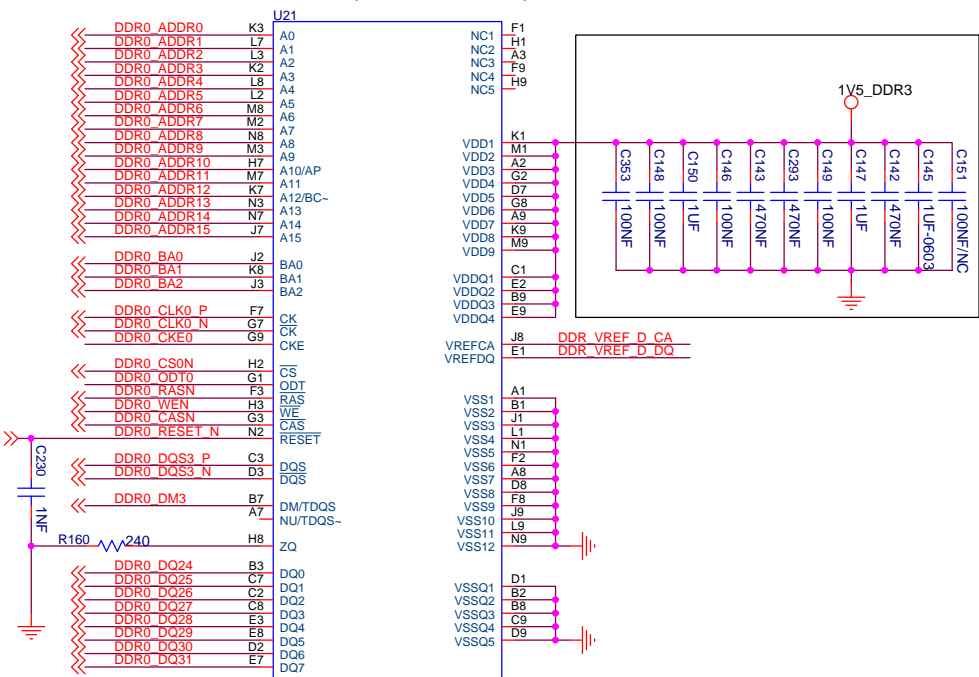 U21
DDR0_ADDR0 K3 A0
DDR0_ADDR1 L7 A1
DDR0_ADDR2 L3 A2
DDR0_ADDR3 K2 A3
DDR0_ADDR4 L8 A4
DDR0_ADDR5 L2 A5
DDR0_ADDR6 M8 A6
DDR0_ADDR7 M2 A7
DDR0_ADDR8 N8 A8
DDR0_ADDR9 M3 A9
DDR0_ADDR10 H7 A10/AP
DDR0_ADDR11 M7 A11
DDR0_ADDR12 K7 A12/BC~
DDR0_ADDR13 N3 A13
DDR0_ADDR14 N7 A14
DDR0_ADDR15 J7 A15
DDR0_BA0 J2 BA0
DDR0_BA1 K8 BA1
DDR0_BA2 J3 BA2
DDR0_CLK0_P F7 CK
DDR0_CLK0_N G7 CK
DDR0_CKE0 G9 CKE
DDR0_CS0N H2 CS
DDR0_ODT0 G1 ODT
DDR0_RASN F3 RAS
DDR0_WEN H3 WE
DDR0_CASN G3 CAS
DDR0_RESET_N N2 RESET
C230
1NF
DDR0_DQS3_P C3 DQS
DDR0_DQS3_N D3 DQS
DDR0_DM3 B7 DM/TDQS
A7 NU/TDQS~
R160 240 H8 ZQ
DDR0_DQ24 B3 DQ0
DDR0_DQ25 C7 DQ1
DDR0_DQ26 C2 DQ2
DDR0_DQ27 C8 DQ3
DDR0_DQ28 E3 DQ4
DDR0_DQ29 E8 DQ5
DDR0_DQ30 D2 DQ6
DDR0_DQ31 E7 DQ7
NC1 F1
NC2 H1
NC3 A3
NC4 F9
NC5 H9
VDD1 K1
VDD2 M1
VDD3 A2
VDD4 G2
VDD5 D7
VDD6 G8
VDD7 A9
VDD8 K9
VDD9 M9
VDDQ1 C1
VDDQ2 E2
VDDQ3 B9
VDDQ4 E9
VREFCA J8 DDR_VREF_D_CA
VREFDQ E1 DDR_VREF_D_DQ
VSS1 A1
VSS2 B1
VSS3 J1
VSS4 L1
VSS5 N1
VSS6 F2
VSS7 A8
VSS8 D8
VSS9 F8
VSS10 J9
VSS11 L9
VSS12 N9
VSSQ1 D1
VSSQ2 B2
VSSQ3 B8
VSSQ4 C9
VSSQ5 D9
1V5_DDR3
C353 100NF
C148 100NF
C150 1UF
C146 100NF
C143 470NF
C293 470NF
C149 100NF
C147 1UF
C142 470NF
C145 1UF-0603
C151 100NF/NC